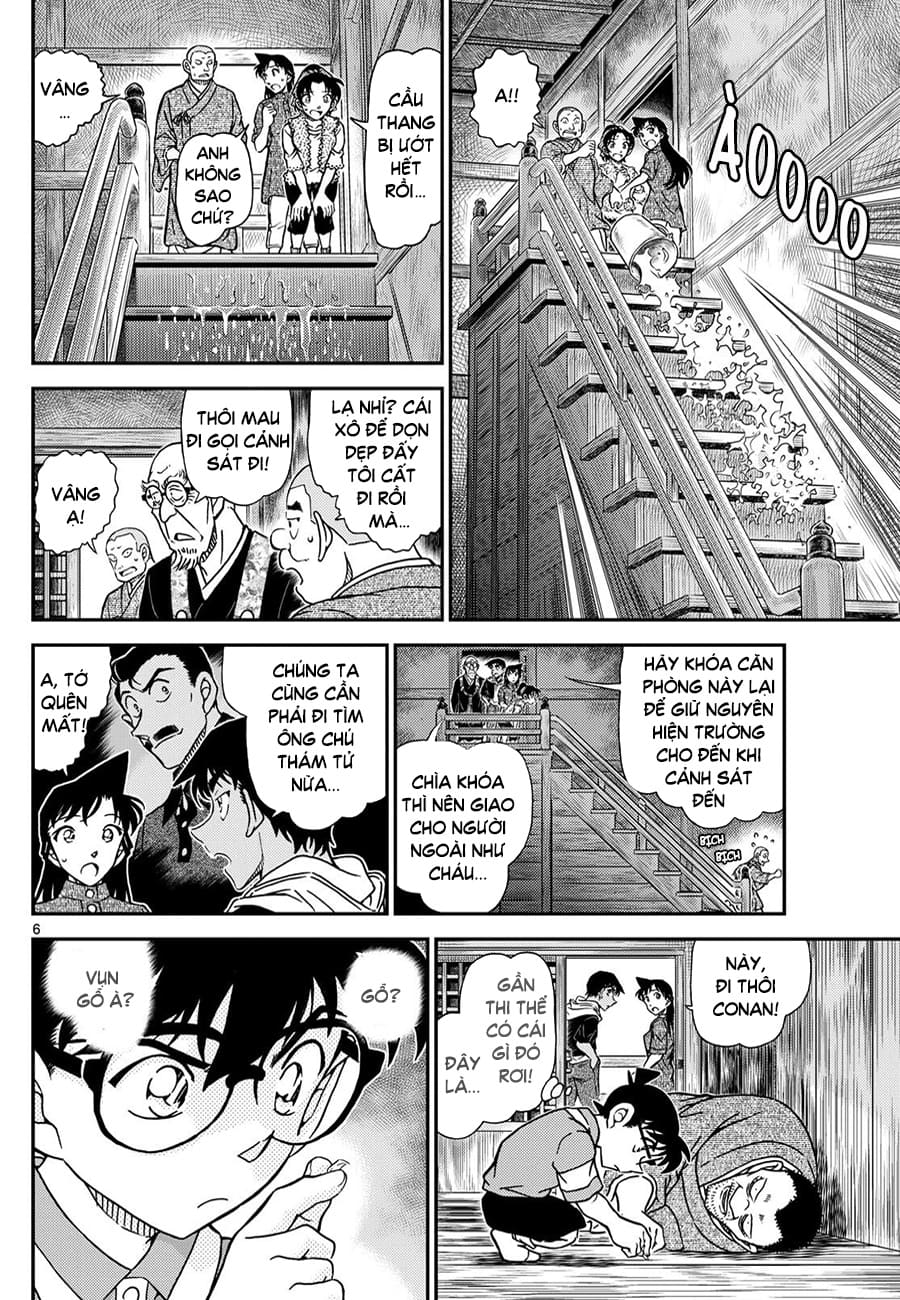 A!!
ÀOOOO
CẦU
THANG
BỊ ƯỚT
HẾT
RỒI...
ANH
KHÔNG
SAO
CHỨ?
VÂNG
...
LẠ NHỈ? CÁI
XÔ ĐỂ DỌN
DẸP ĐẤY
TÔI CẤT
ĐI RỒI
MÀ...
THÔI MAU
ĐI GỌI CẢNH
SÁT ĐI!
VÂNG
Ạ!
HÃY KHÓA CĂN
PHÒNG NÀY LẠI
ĐỂ GIỮ NGUYÊN
HIỆN TRƯỜNG
CHO ĐẾN KHI
CẢNH SÁT
ĐẾN
BỊCH
BỊCH
CHÌA KHÓA
THÌ NÊN GIAO
CHO NGƯỜI
NGOÀI NHƯ
CHÁU...
CHÚNG TA
CŨNG CẦN
PHẢI ĐI TÌM
ÔNG CHÚ
THÁM TỬ
NỮA...
A, TỚ
QUÊN
MẤT!
6
NÀY,
ĐI THÔI
CONAN!
GẦN
THI THỂ
CÓ CÁI
GÌ ĐÓ
RƠI!
ĐÂY
LÀ...
GỖ?
VỤN
GỖ À?